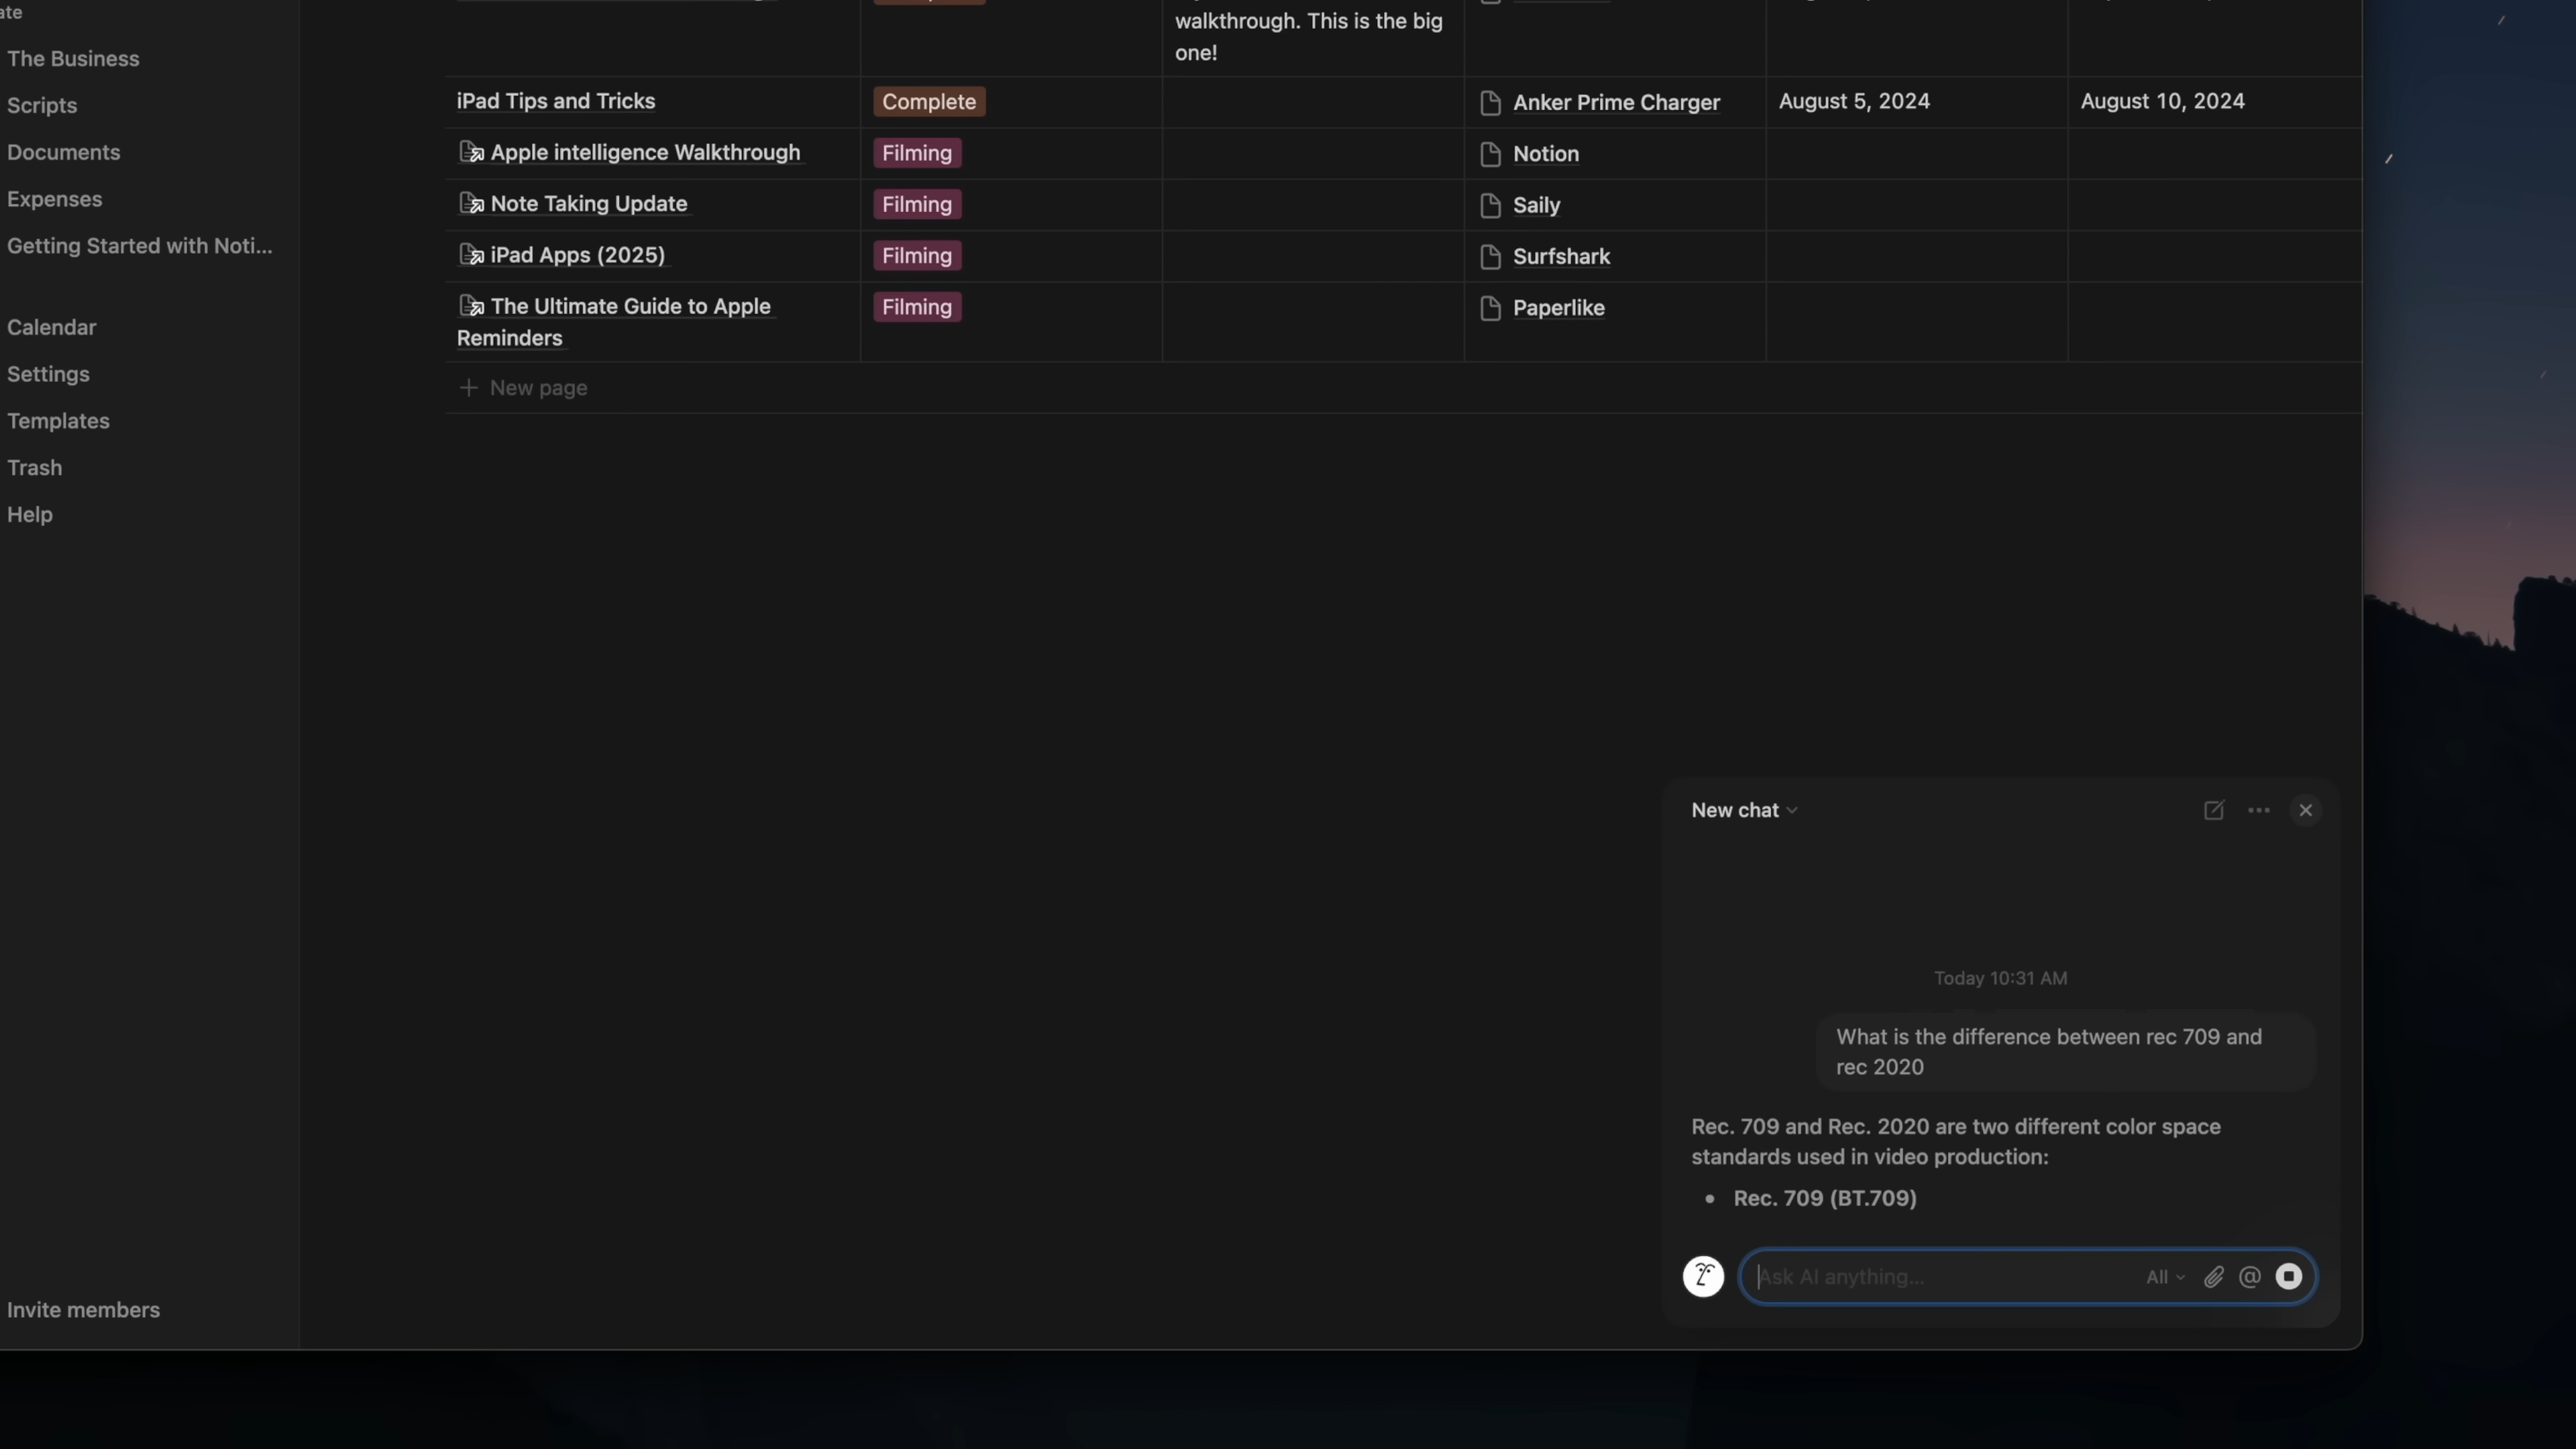 ate
The Business
Scripts
Documents
Expenses
Getting Started with Noti...
Calendar
Settings
Templates
Trash
Help
Invite members
walkthrough. This is the big
one!
iPad Tips and Tricks
Complete
Anker Prime Charger
August 5, 2024
August 10, 2024
Apple intelligence Walkthrough
Filming
Notion
Note Taking Update
Filming
Saily
iPad Apps (2025)
Filming
Surfshark
The Ultimate Guide to Apple
Reminders
Filming
Paperlike
New page
New chat
Today 10:31 AM
What is the difference between rec 709 and
rec 2020
Rec. 709 and Rec. 2020 are two different color space
standards used in video production:
• Rec. 709 (BT.709)
Ask AI anything...
All